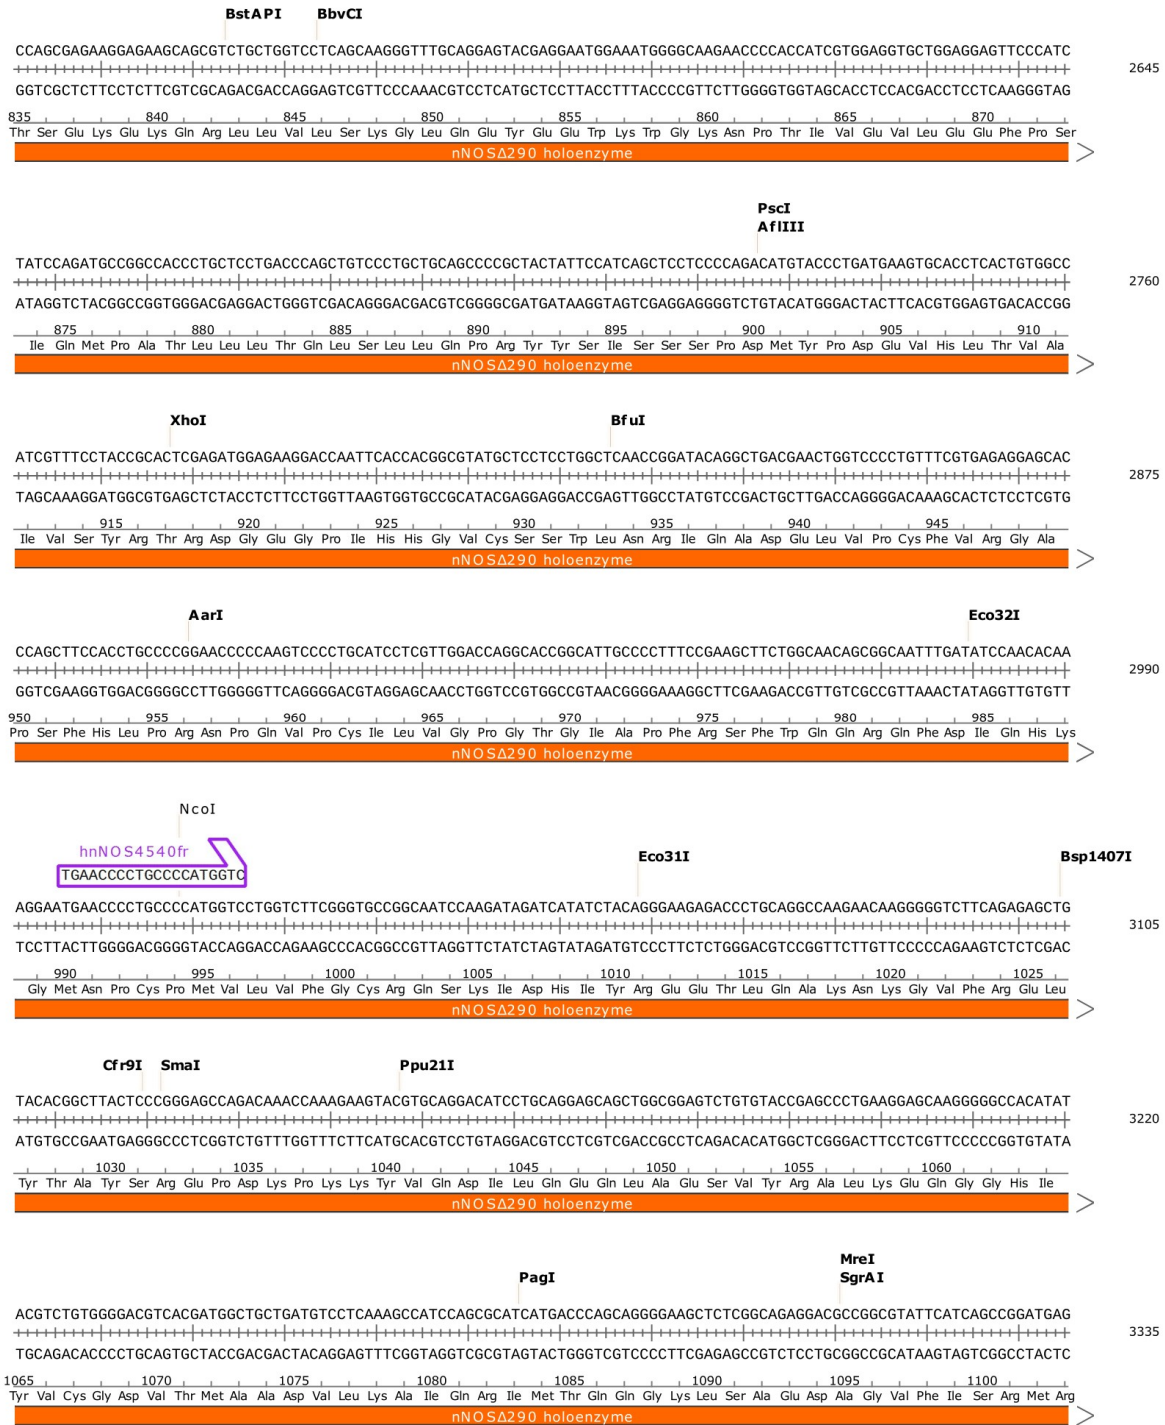 BstAPI BbvCI
CCAGCGAGAAGGAGAAGCAGCGTCTGCTGGTCCTCAGCAAGGGTTTGCAGGAGTACGAGGAATGGAAATGGGGCAAGAACCCCACCATCGTGGAGGTGCTGGAGGAGTTCCCATC
2645
GGTCGCTCTTCCTCTTCGTCGCAGACGACCAGGAGTCGTTCCCAAACGTCCTCATGCTCCTTACCTTTACCCCGTTCTTGGGGTGGTAGCACCTCCACGACCTCCTCAAGGGTAG
835 840 845 850 855 860 865 870
Thr Ser Glu Lys Glu Lys Gln Arg Leu Leu Val Leu Ser Lys Gly Leu Gln Glu Tyr Glu Glu Trp Lys Trp Gly Lys Asn Pro Thr Ile Val Glu Val Leu Glu Glu Phe Pro Ser
nNOSΔ290 holoenzyme
PscI
AflIII
TATCCAGATGCCGGCCACCCTGCTCCTGACCCAGCTGTCCCTGCTGCAGCCCCGCTACTATTCCATCAGCTCCTCCCCAGACATGTACCCTGATGAAGTGCACCTCACTGTGGCC
2760
ATAGGTCTACGGCCGGTGGGACGAGGACTGGGTCGACAGGGACGACGTCGGGGCGATGATAAGGTAGTCGAGGAGGGGTCTGTACATGGGACTACTTCACGTGGAGTGACACCGG
875 880 885 890 895 900 905 910
Ile Gln Met Pro Ala Thr Leu Leu Leu Thr Gln Leu Ser Leu Leu Gln Pro Arg Tyr Tyr Ser Ile Ser Ser Ser Pro Asp Met Tyr Pro Asp Glu Val His Leu Thr Val Ala
nNOSΔ290 holoenzyme
XhoI BfuI
ATCGTTTCCTACCGCACTCGAGATGGAGAAGGACCAATTCACCACGGCGTATGCTCCTCCTGGCTCAACCGGATACAGGCTGACGAACTGGTCCCCTGTTTCGTGAGAGGAGCAC
2875
TAGCAAAGGATGGCGTGAGCTCTACCTCTTCCTGGTTAAGTGGTGCCGCATACGAGGAGGACCGAGTTGGCCTATGTCCGACTGCTTGACCAGGGGACAAAGCACTCTCCTCGTG
915 920 925 930 935 940 945
Ile Val Ser Tyr Arg Thr Arg Asp Gly Glu Gly Pro Ile His His Gly Val Cys Ser Ser Trp Leu Asn Arg Ile Gln Ala Asp Glu Leu Val Pro Cys Phe Val Arg Gly Ala
nNOSΔ290 holoenzyme
AarI Eco32I
CCAGCTTCCACCTGCCCCGGAACCCCCAAGTCCCCTGCATCCTCGTTGGACCAGGCACCGGCATTGCCCCTTTCCGAAGCTTCTGGCAACAGCGGCAATTTGATATCCAACACAA
2990
GGTCGAAGGTGGACGGGGCCTTGGGGGTTCAGGGGACGTAGGAGCAACCTGGTCCGTGGCCGTAACGGGGAAAGGCTTCGAAGACCGTTGTCGCCGTTAAACTATAGGTTGTGTT
950 955 960 965 970 975 980 985
Pro Ser Phe His Leu Pro Arg Asn Pro Gln Val Pro Cys Ile Leu Val Gly Pro Gly Thr Gly Ile Ala Pro Phe Arg Ser Phe Trp Gln Gln Arg Gln Phe Asp Ile Gln His Lys
nNOSΔ290 holoenzyme
NcoI
hnNOS4540fr
TGAACCCCTGCCCCATGGTC
Eco31I Bsp1407I
AGGAATGAACCCCTGCCCCATGGTCCTGGTCTTCGGGTGCCGGCAATCCAAGATAGATCATATCTACAGGGAAGAGACCCTGCAGGCCAAGAACAAGGGGGTCTTCAGAGAGCTG
3105
TCCTTACTTGGGGACGGGGTACCAGGACCAGAAGCCCACGGCCGTTAGGTTCTATCTAGTATAGATGTCCCTTCTCTGGGACGTCCGGTTCTTGTTCCCCCAGAAGTCTCTCGAC
990 995 1000 1005 1010 1015 1020 1025
Gly Met Asn Pro Cys Pro Met Val Leu Val Phe Gly Cys Arg Gln Ser Lys Ile Asp His Ile Tyr Arg Glu Glu Thr Leu Gln Ala Lys Asn Lys Gly Val Phe Arg Glu Leu
nNOSΔ290 holoenzyme
Cfr9I SmaI Ppu21I
TACACGGCTTACTCCCGGGAGCCAGACAAACCAAAGAAGTACGTGCAGGACATCCTGCAGGAGCAGCTGGCGGAGTCTGTGTACCGAGCCCTGAAGGAGCAAGGGGGCCACATAT
3220
ATGTGCCGAATGAGGGCCCTCGGTCTGTTTGGTTTCTTCATGCACGTCCTGTAGGACGTCCTCGTCGACCGCCTCAGACACATGGCTCGGGACTTCCTCGTTCCCCCGGTGTATA
1030 1035 1040 1045 1050 1055 1060
Tyr Thr Ala Tyr Ser Arg Glu Pro Asp Lys Pro Lys Lys Tyr Val Gln Asp Ile Leu Gln Glu Gln Leu Ala Glu Ser Val Tyr Arg Ala Leu Lys Glu Gln Gly Gly His Ile
nNOSΔ290 holoenzyme
PagI
MreI
SgrAI
ACGTCTGTGGGGACGTCACGATGGCTGCTGATGTCCTCAAAGCCATCCAGCGCATCATGACCCAGCAGGGGAAGCTCTCGGCAGAGGACGCCGGCGTATTCATCAGCCGGATGAG
3335
TGCAGACACCCCTGCAGTGCTACCGACGACTACAGGAGTTTCGGTAGGTCGCGTAGTACTGGGTCGTCCCCTTCGAGAGCCGTCTCCTGCGGCCGCATAAGTAGTCGGCCTACTC
1065 1070 1075 1080 1085 1090 1095 1100
Tyr Val Cys Gly Asp Val Thr Met Ala Ala Asp Val Leu Lys Ala Ile Gln Arg Ile Met Thr Gln Gln Gly Lys Leu Ser Ala Glu Asp Ala Gly Val Phe Ile Ser Arg Met Arg
nNOSΔ290 holoenzyme